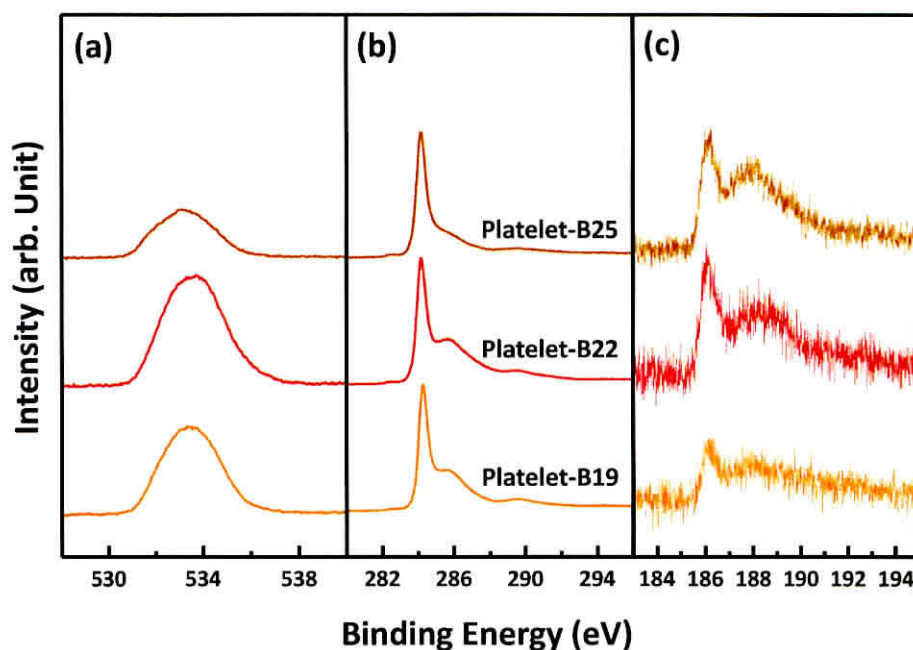 (a) (b) (c)
Intensity (arb. Unit)
Platelet-B25
Platelet-B22
Platelet-B19
530 534 538 282 286 290 294 184 186 188 190 192 194
Binding Energy (eV)